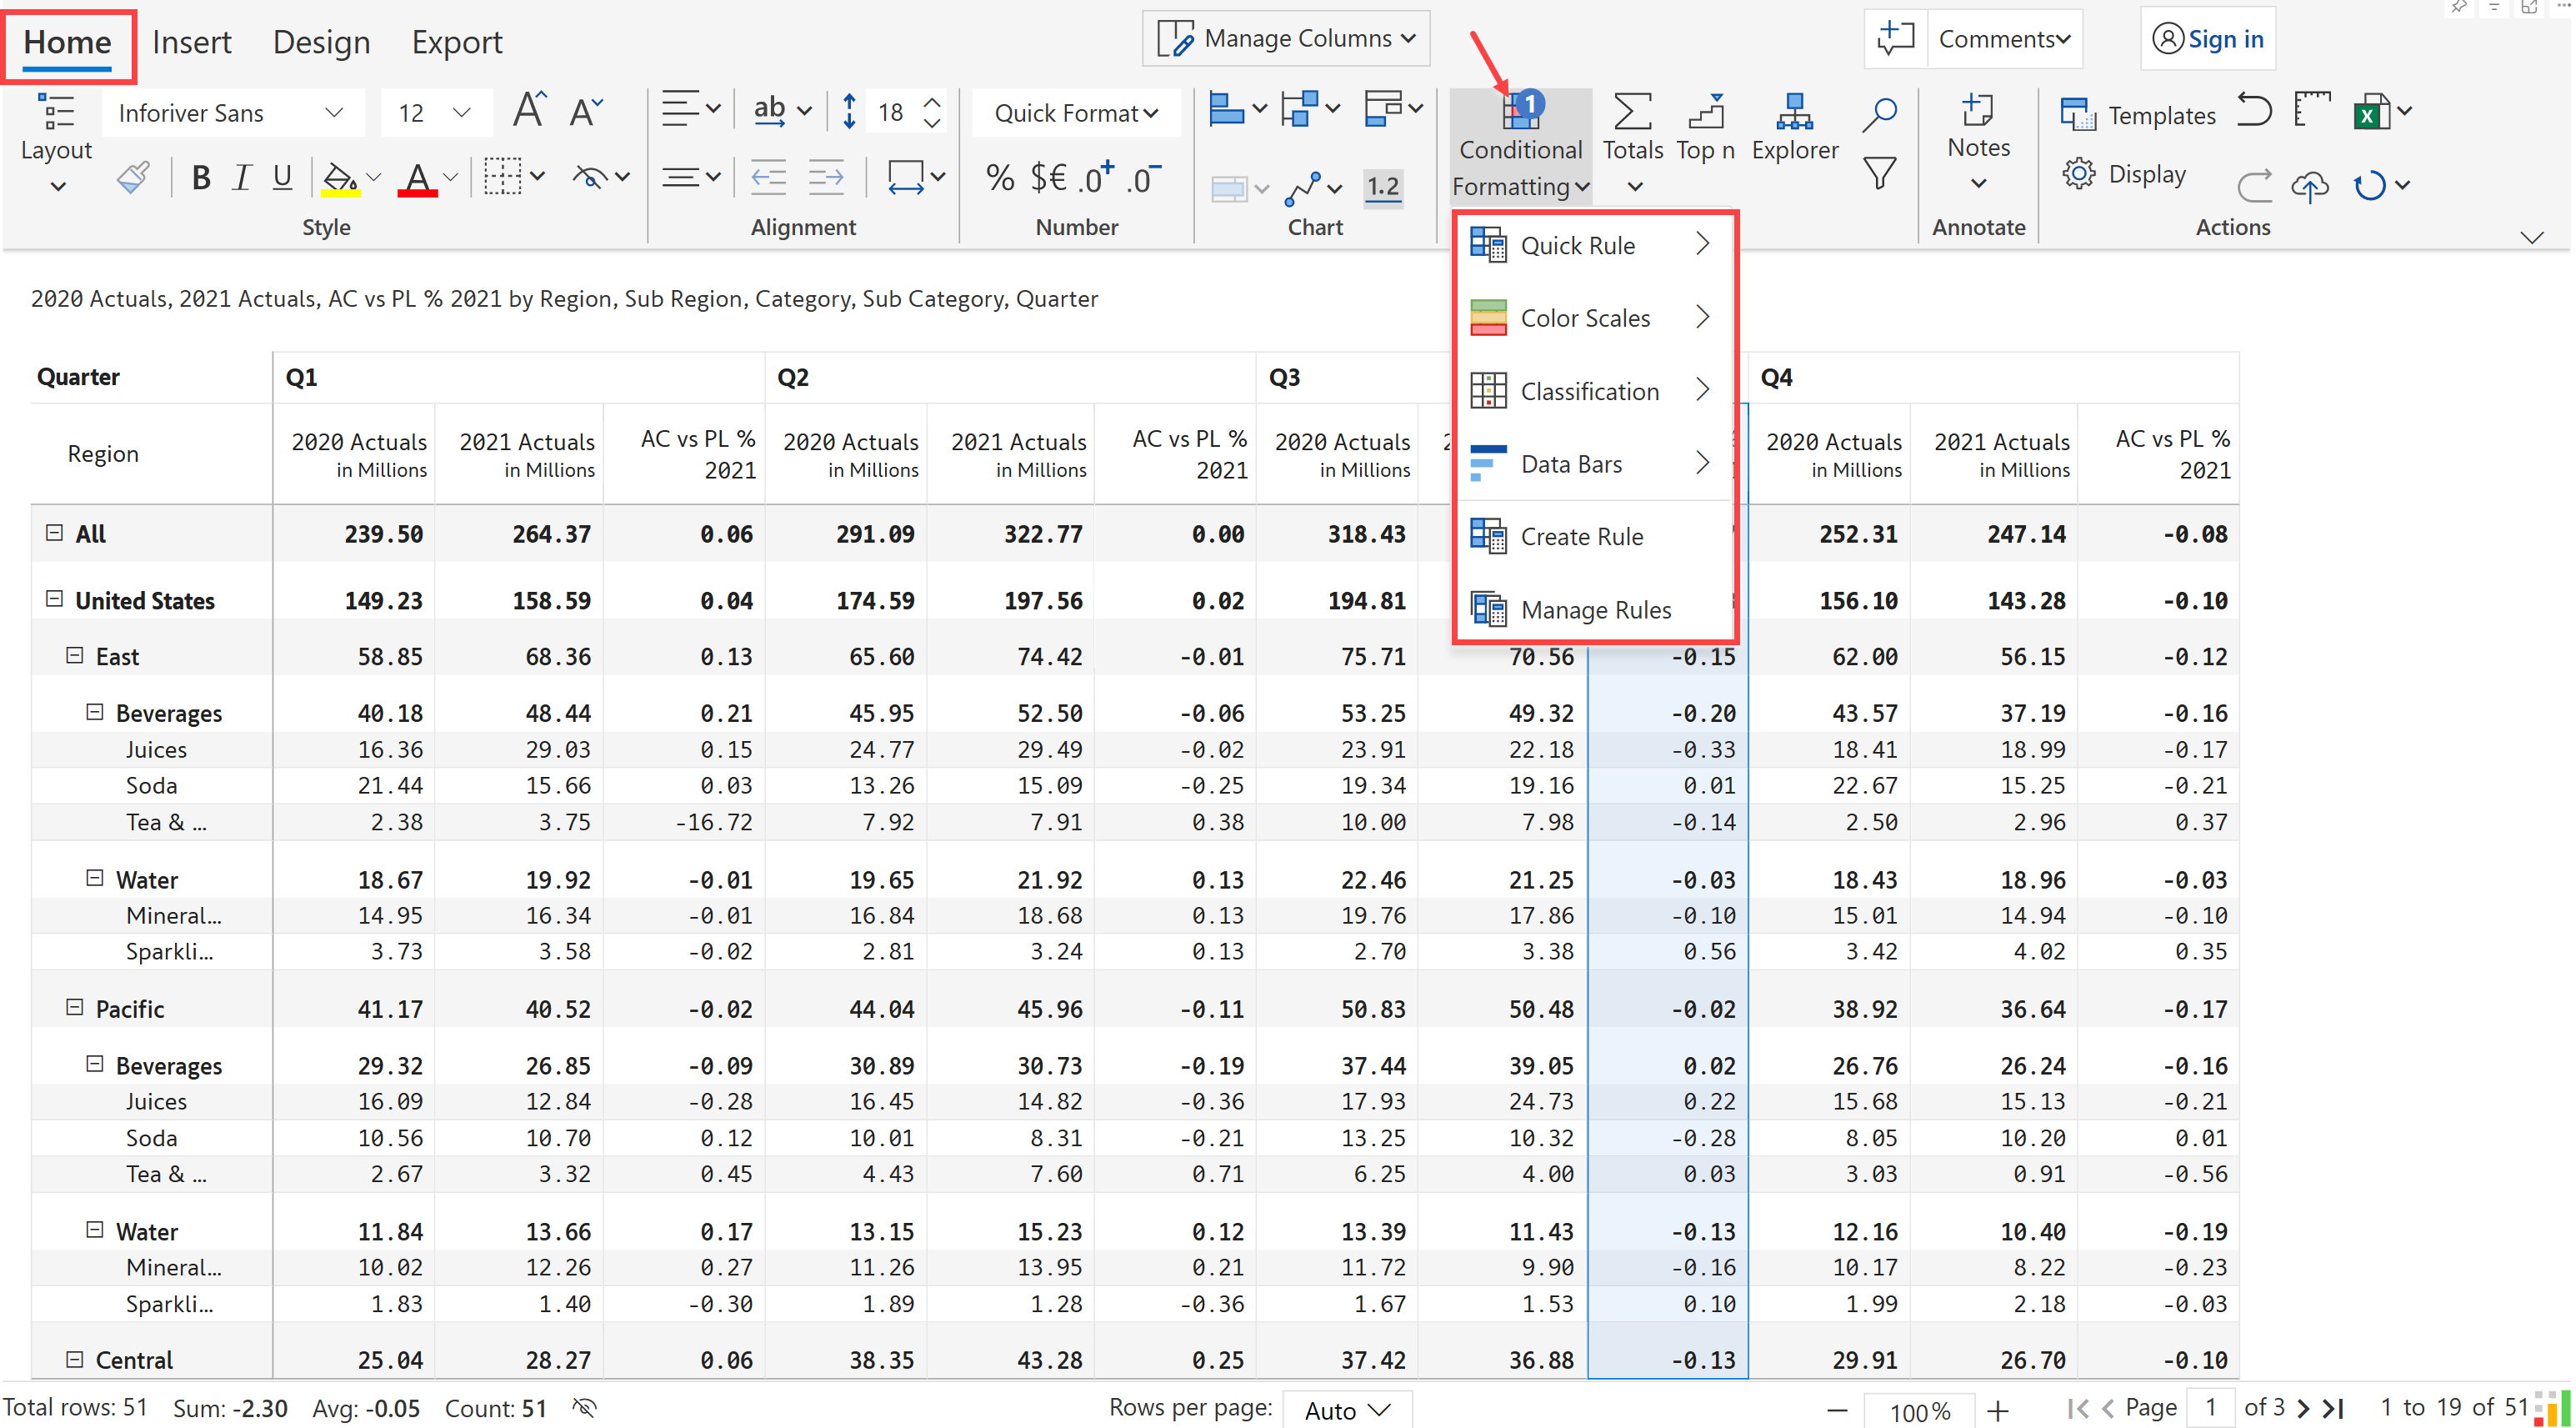 Home Insert Design Export Manage Columns Comments Sign in
Inforiver Sans 12 ab 18 Quick Format 1 Templates
Layout Conditional Formatting Totals Top n Explorer Notes Display
B I U A % $€ .0+ .0- 1.2
Style Alignment Number Chart Annotate Actions
Quick Rule
Color Scales
Classification
Data Bars
Create Rule
Manage Rules
2020 Actuals, 2021 Actuals, AC vs PL % 2021 by Region, Sub Region, Category, Sub Category, Quarter
Quarter Q1 Q2 Q3 Q4
Region 2020 Actuals in Millions 2021 Actuals in Millions AC vs PL % 2021 2020 Actuals in Millions 2021 Actuals in Millions AC vs PL % 2021 2020 Actuals in Millions 2020 Actuals in Millions 2021 Actuals in Millions AC vs PL % 2021
All 239.50 264.37 0.06 291.09 322.77 0.00 318.43 252.31 247.14 -0.08
United States 149.23 158.59 0.04 174.59 197.56 0.02 194.81 156.10 143.28 -0.10
East 58.85 68.36 0.13 65.60 74.42 -0.01 75.71 70.56 -0.15 62.00 56.15 -0.12
Beverages 40.18 48.44 0.21 45.95 52.50 -0.06 53.25 49.32 -0.20 43.57 37.19 -0.16
Juices 16.36 29.03 0.15 24.77 29.49 -0.02 23.91 22.18 -0.33 18.41 18.99 -0.17
Soda 21.44 15.66 0.03 13.26 15.09 -0.25 19.34 19.16 0.01 22.67 15.25 -0.21
Tea & ... 2.38 3.75 -16.72 7.92 7.91 0.38 10.00 7.98 -0.14 2.50 2.96 0.37
Water 18.67 19.92 -0.01 19.65 21.92 0.13 22.46 21.25 -0.03 18.43 18.96 -0.03
Mineral... 14.95 16.34 -0.01 16.84 18.68 0.13 19.76 17.86 -0.10 15.01 14.94 -0.10
Sparkli... 3.73 3.58 -0.02 2.81 3.24 0.13 2.70 3.38 0.56 3.42 4.02 0.35
Pacific 41.17 40.52 -0.02 44.04 45.96 -0.11 50.83 50.48 -0.02 38.92 36.64 -0.17
Beverages 29.32 26.85 -0.09 30.89 30.73 -0.19 37.44 39.05 0.02 26.76 26.24 -0.16
Juices 16.09 12.84 -0.28 16.45 14.82 -0.36 17.93 24.73 0.22 15.68 15.13 -0.21
Soda 10.56 10.70 0.12 10.01 8.31 -0.21 13.25 10.32 -0.28 8.05 10.20 0.01
Tea & ... 2.67 3.32 0.45 4.43 7.60 0.71 6.25 4.00 0.03 3.03 0.91 -0.56
Water 11.84 13.66 0.17 13.15 15.23 0.12 13.39 11.43 -0.13 12.16 10.40 -0.19
Mineral... 10.02 12.26 0.27 11.26 13.95 0.21 11.72 9.90 -0.16 10.17 8.22 -0.23
Sparkli... 1.83 1.40 -0.30 1.89 1.28 -0.36 1.67 1.53 0.10 1.99 2.18 -0.03
Central 25.04 28.27 0.06 38.35 43.28 0.25 37.42 36.88 -0.13 29.91 26.70 -0.10
Total rows: 51 Sum: -2.30 Avg: -0.05 Count: 51 Rows per page: Auto 100% Page 1 of 3 1 to 19 of 51